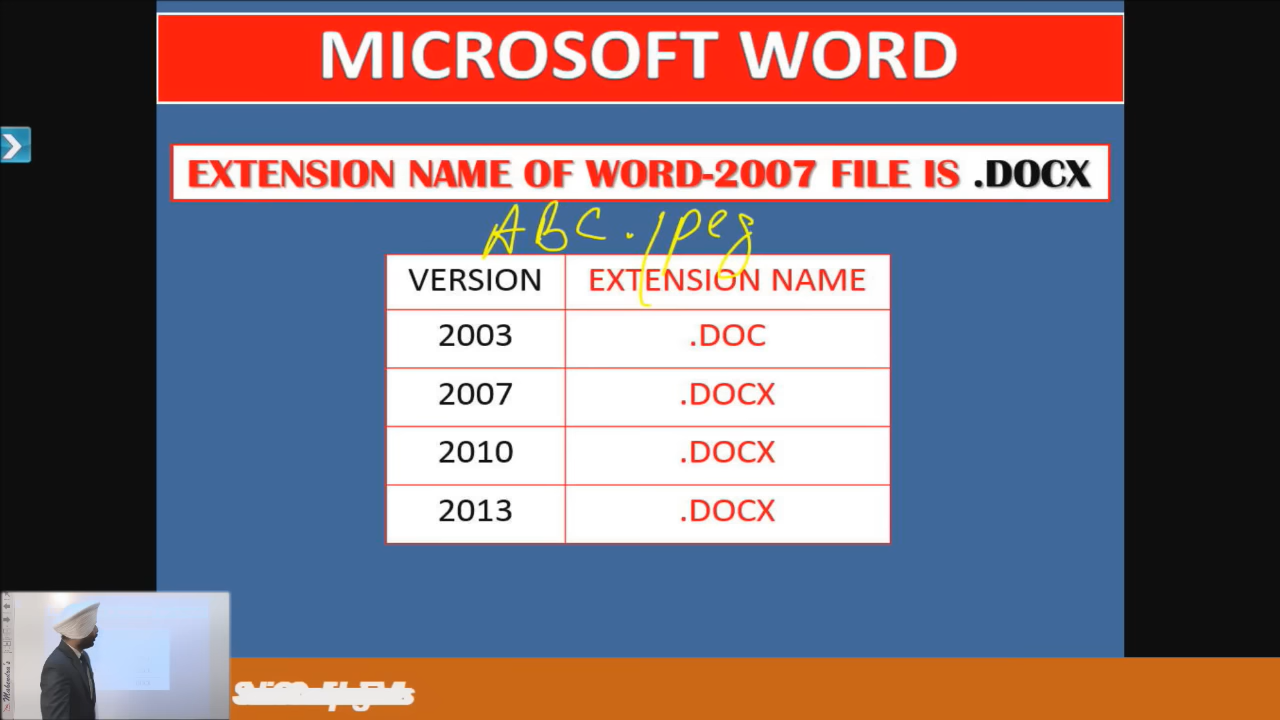 MICROSOFT WORD
EXTENSION NAME OF WORD-2007 FILE IS .DOCX
ABC.jpeg
VERSION EXTENSION NAME
2003 .DOC
2007 .DOCX
2010 .DOCX
2013 .DOCX
Mahendra's